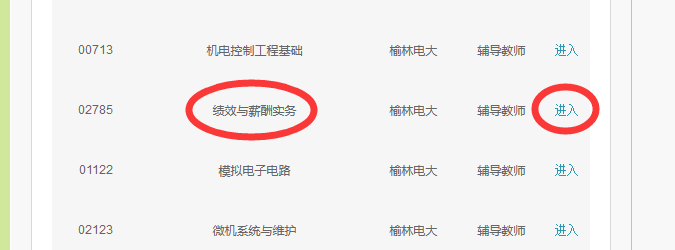 00713 机电控制工程基础 榆林电大 辅导教师 进入
02785 绩效与薪酬实务 榆林电大 辅导教师 进入
01122 模拟电子电路 榆林电大 辅导教师 进入
02123 微机系统与维护 榆林电大 辅导教师 进入